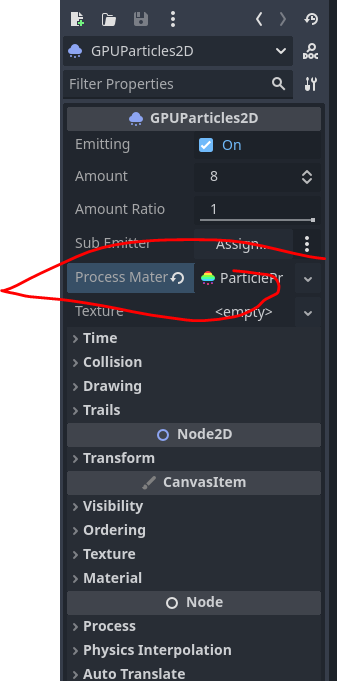 DOC
GPUParticles2D
Filter Properties
GPUParticles2D
Emitting On
Amount 8
Amount Ratio 1
Sub Emitter Assign..
Process Mater ParticlePr
Texture <empty>
Time
Collision
Drawing
Trails
Node2D
Transform
CanvasItem
Visibility
Ordering
Texture
Material
Node
Process
Physics Interpolation
Auto Translate